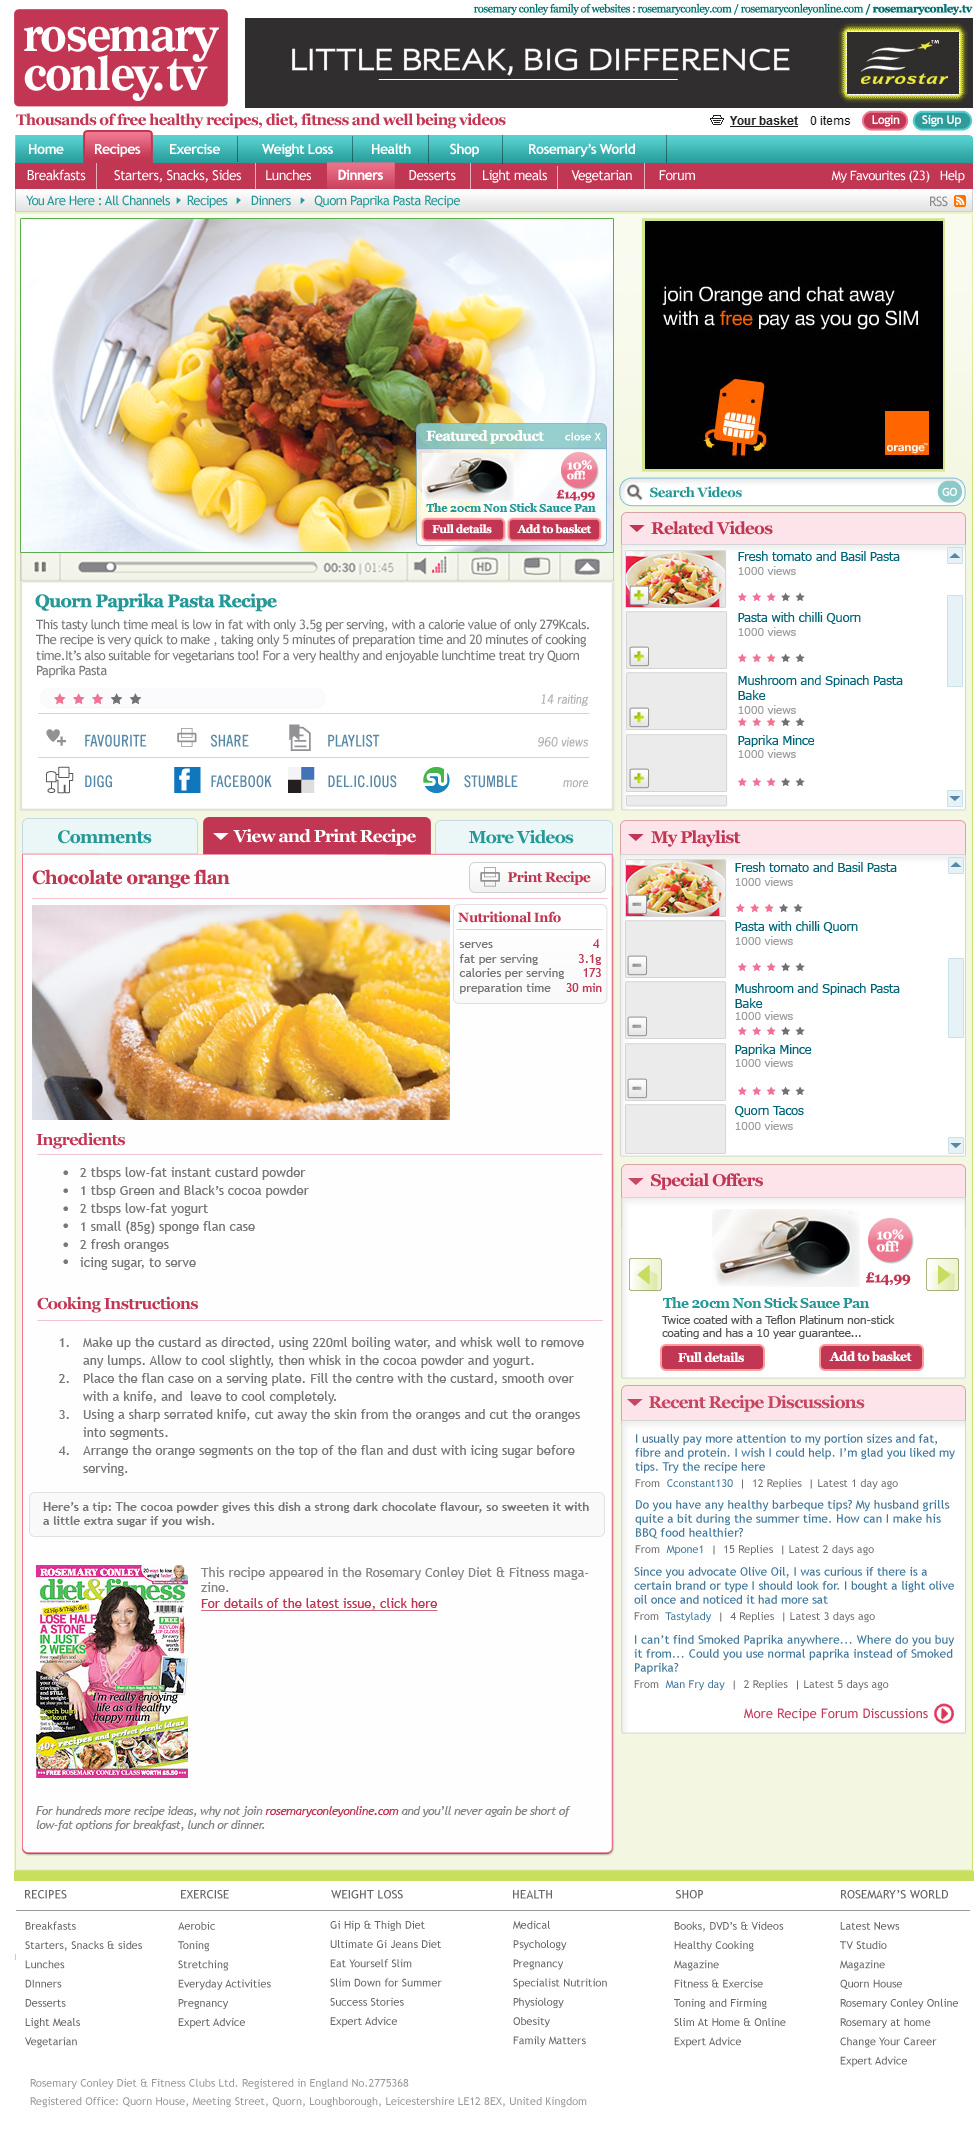 rosemary conley family of websites : rosemaryconley.com / rosemaryconleyonline.com / rosemaryconley.tv
rosemary
conley.tv
LITTLE BREAK, BIG DIFFERENCE
eurostar™
Thousands of free healthy recipes, diet, fitness and well being videos
Your basket 0 items Login Sign Up
Home Recipes Exercise Weight Loss Health Shop Rosemary's World
Breakfasts Starters, Snacks, Sides Lunches Dinners Desserts Light meals Vegetarian Forum My Favourites (23) Help
You Are Here : All Channels Recipes Dinners Quorn Paprika Pasta Recipe RSS
Featured product close X
10%
off!
£14,99
The 20cm Non Stick Sauce Pan
Full details Add to basket
00:30 | 01:45 HD
Quorn Paprika Pasta Recipe
This tasty lunch time meal is low in fat with only 3.5g per serving, with a calorie value of only 279Kcals.
The recipe is very quick to make , taking only 5 minutes of preparation time and 20 minutes of cooking
time.It's also suitable for vegetarians too! For a very healthy and enjoyable lunchtime treat try Quorn
Paprika Pasta
14 raiting
FAVOURITE SHARE PLAYLIST 960 views
DIGG FACEBOOK DEL.IC.IOUS STUMBLE more
join Orange and chat away
with a free pay as you go SIM
orange™
Search Videos GO
Related Videos
Fresh tomato and Basil Pasta
1000 views
Pasta with chilli Quorn
1000 views
Mushroom and Spinach Pasta
Bake
1000 views
Paprika Mince
1000 views
Comments View and Print Recipe More Videos
Chocolate orange flan Print Recipe
Nutritional Info
serves 4
fat per serving 3.1g
calories per serving 173
preparation time 30 min
Ingredients
• 2 tbsps low-fat instant custard powder
• 1 tbsp Green and Black's cocoa powder
• 2 tbsps low-fat yogurt
• 1 small (85g) sponge flan case
• 2 fresh oranges
• icing sugar, to serve
Cooking Instructions
1. Make up the custard as directed, using 220ml boiling water, and whisk well to remove
any lumps. Allow to cool slightly, then whisk in the cocoa powder and yogurt.
2. Place the flan case on a serving plate. Fill the centre with the custard, smooth over
with a knife, and leave to cool completely.
3. Using a sharp serrated knife, cut away the skin from the oranges and cut the oranges
into segments.
4. Arrange the orange segments on the top of the flan and dust with icing sugar before
serving.
Here's a tip: The cocoa powder gives this dish a strong dark chocolate flavour, so sweeten it with
a little extra sugar if you wish.
ROSEMARY CONLEY
diet&fitness
Gi Hip & Thigh diet
LOSE HALF
A STONE
IN JUST
2 WEEKS
FREE
I'm really enjoying
life as a healthy
happy mum
40+ recipes and perfect picnic ideas
FREE ROSEMARY CONLEY CLASS WORTH £5.50
This recipe appeared in the Rosemary Conley Diet & Fitness maga-
zine.
For details of the latest issue, click here
For hundreds more recipe ideas, why not join rosemaryconleyonline.com and you'll never again be short of
low-fat options for breakfast, lunch or dinner.
My Playlist
Fresh tomato and Basil Pasta
1000 views
Pasta with chilli Quorn
1000 views
Mushroom and Spinach Pasta
Bake
1000 views
Paprika Mince
1000 views
Quorn Tacos
1000 views
Special Offers
10%
off!
£14,99
The 20cm Non Stick Sauce Pan
Twice coated with a Teflon Platinum non-stick
coating and has a 10 year guarantee...
Full details Add to basket
Recent Recipe Discussions
I usually pay more attention to my portion sizes and fat,
fibre and protein. I wish I could help. I'm glad you liked my
tips. Try the recipe here
From Cconstant130 | 12 Replies | Latest 1 day ago
Do you have any healthy barbeque tips? My husband grills
quite a bit during the summer time. How can I make his
BBQ food healthier?
From Mpone1 | 15 Replies | Latest 2 days ago
Since you advocate Olive Oil, I was curious if there is a
certain brand or type I should look for. I bought a light olive
oil once and noticed it had more sat
From Tastylady | 4 Replies | Latest 3 days ago
I can't find Smoked Paprika anywhere... Where do you buy
it from... Could you use normal paprika instead of Smoked
Paprika?
From Man Fry day | 2 Replies | Latest 5 days ago
More Recipe Forum Discussions
RECIPES
Breakfasts
Starters, Snacks & sides
Lunches
DInners
Desserts
Light Meals
Vegetarian
EXERCISE
Aerobic
Toning
Stretching
Everyday Activities
Pregnancy
Expert Advice
WEIGHT LOSS
Gi Hip & Thigh Diet
Ultimate Gi Jeans Diet
Eat Yourself Slim
Slim Down for Summer
Success Stories
Expert Advice
HEALTH
Medical
Psychology
Pregnancy
Specialist Nutrition
Physiology
Obesity
Family Matters
SHOP
Books, DVD's & Videos
Healthy Cooking
Magazine
Fitness & Exercise
Toning and Firming
Slim At Home & Online
Expert Advice
ROSEMARY'S WORLD
Latest News
TV Studio
Magazine
Quorn House
Rosemary Conley Online
Rosemary at home
Change Your Career
Expert Advice
Rosemary Conley Diet & Fitness Clubs Ltd. Registered in England No.2775368
Registered Office: Quorn House, Meeting Street, Quorn, Loughborough, Leicestershire LE12 8EX, United Kingdom